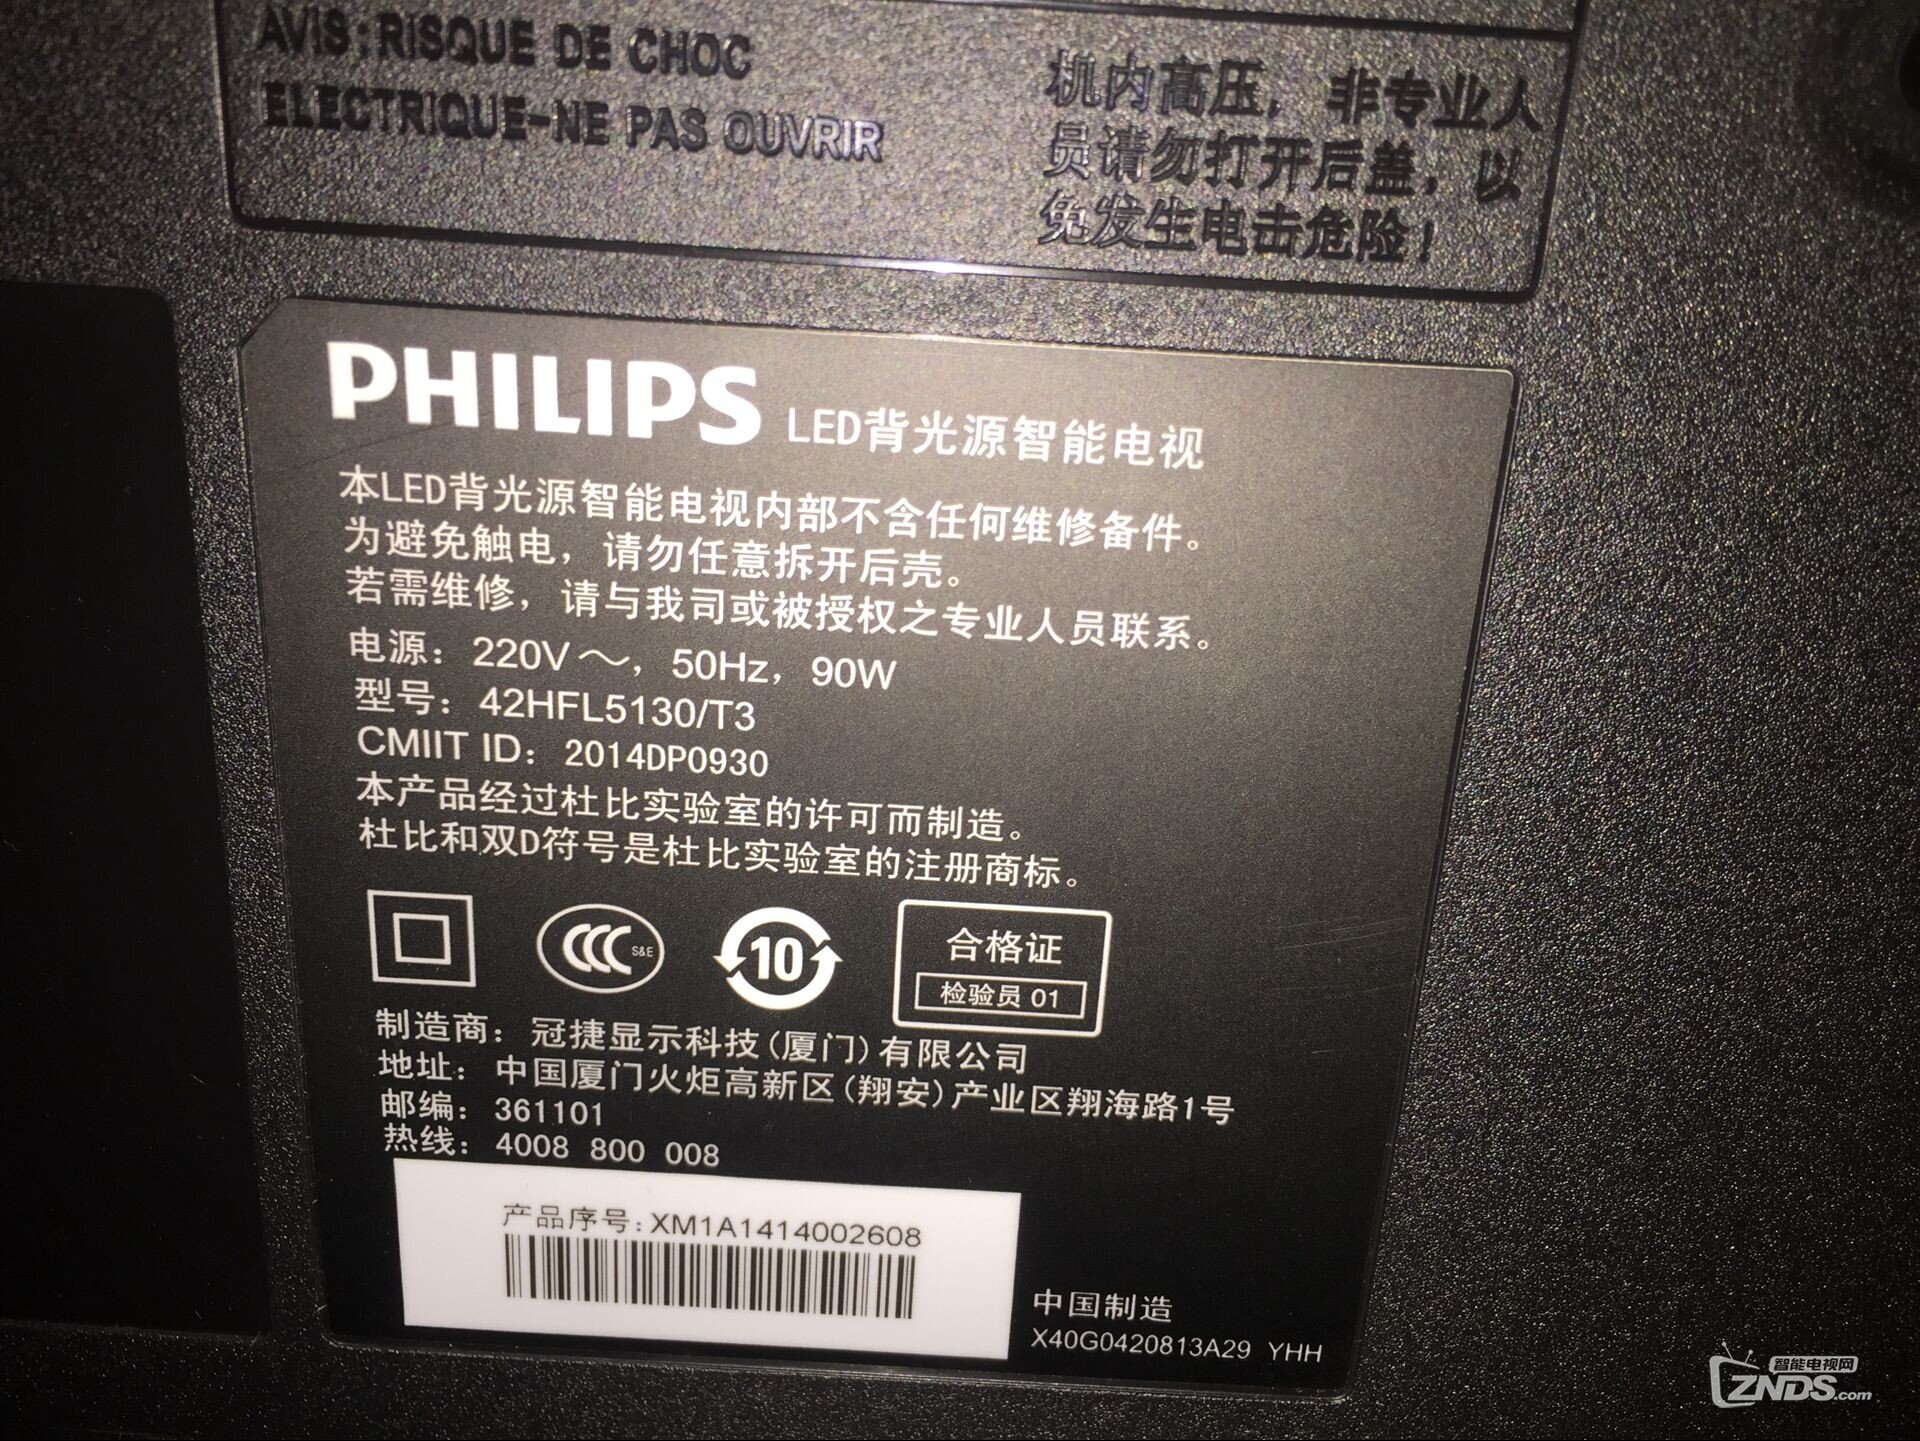 AVIS:RISQUE DE CHOC
ELECTRIQUE-NE PAS OUVRIR
机内高压，非专业人
员请勿打开后盖，以
免发生电击危险！
PHILIPS LED背光源智能电视
本LED背光源智能电视内部不含任何维修备件。
为避免触电，请勿任意拆开后壳。
若需维修，请与我司或被授权之专业人员联系。
电源：220V～，50Hz，90W
型号：42HFL5130/T3
CMIIT ID：2014DP0930
本产品经过杜比实验室的许可而制造。
杜比和双D符号是杜比实验室的注册商标。
CCC S&E
10
合格证
检验员 01
制造商：冠捷显示科技(厦门)有限公司
地址：中国厦门火炬高新区(翔安)产业区翔海路1号
邮编：361101
热线：4008 800 008
产品序号:XM1A1414002608
中国制造
X40G0420813A29 YHH
智能电视网
ZNDS.com